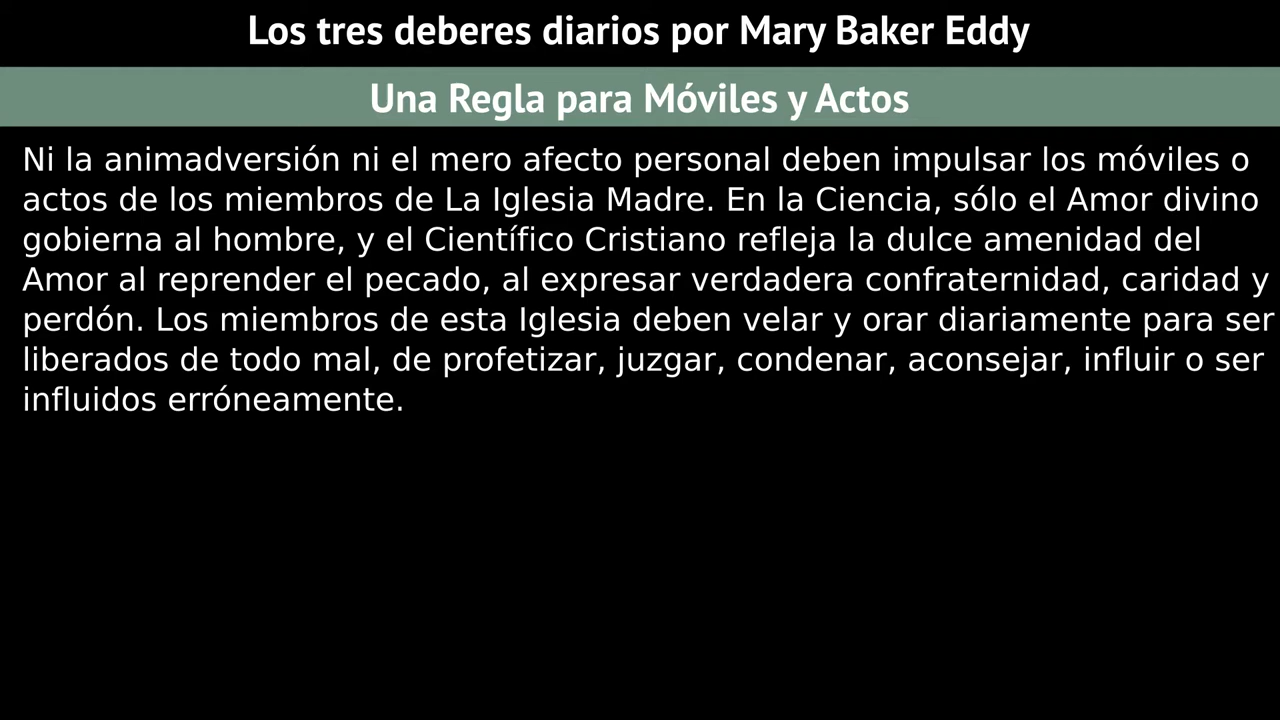 Los tres deberes diarios por Mary Baker Eddy
Una Regla para Móviles y Actos
Ni la animadversión ni el mero afecto personal deben impulsar los móviles o
actos de los miembros de La Iglesia Madre. En la Ciencia, sólo el Amor divino
gobierna al hombre, y el Científico Cristiano refleja la dulce amenidad del
Amor al reprender el pecado, al expresar verdadera confraternidad, caridad y
perdón. Los miembros de esta Iglesia deben velar y orar diariamente para ser
liberados de todo mal, de profetizar, juzgar, condenar, aconsejar, influir o ser
influidos erróneamente.